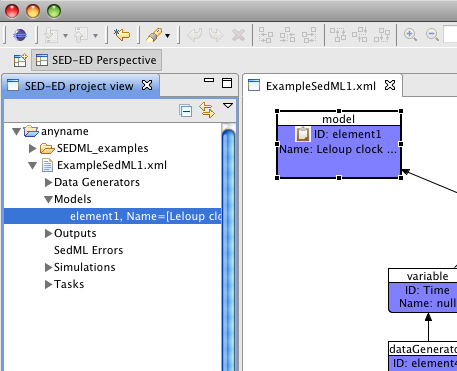 SED-ED Perspective
SED-ED project view
ExampleSedML1.xml
anyname
SEDML_examples
ExampleSedML1.xml
Data Generators
Models
element1, Name=[Leloup clo
Outputs
SedML Errors
Simulations
Tasks
model
ID: element1
Name: Leloup clock ...
variable
ID: Time
Name: null
dataGenerato
ID: element4